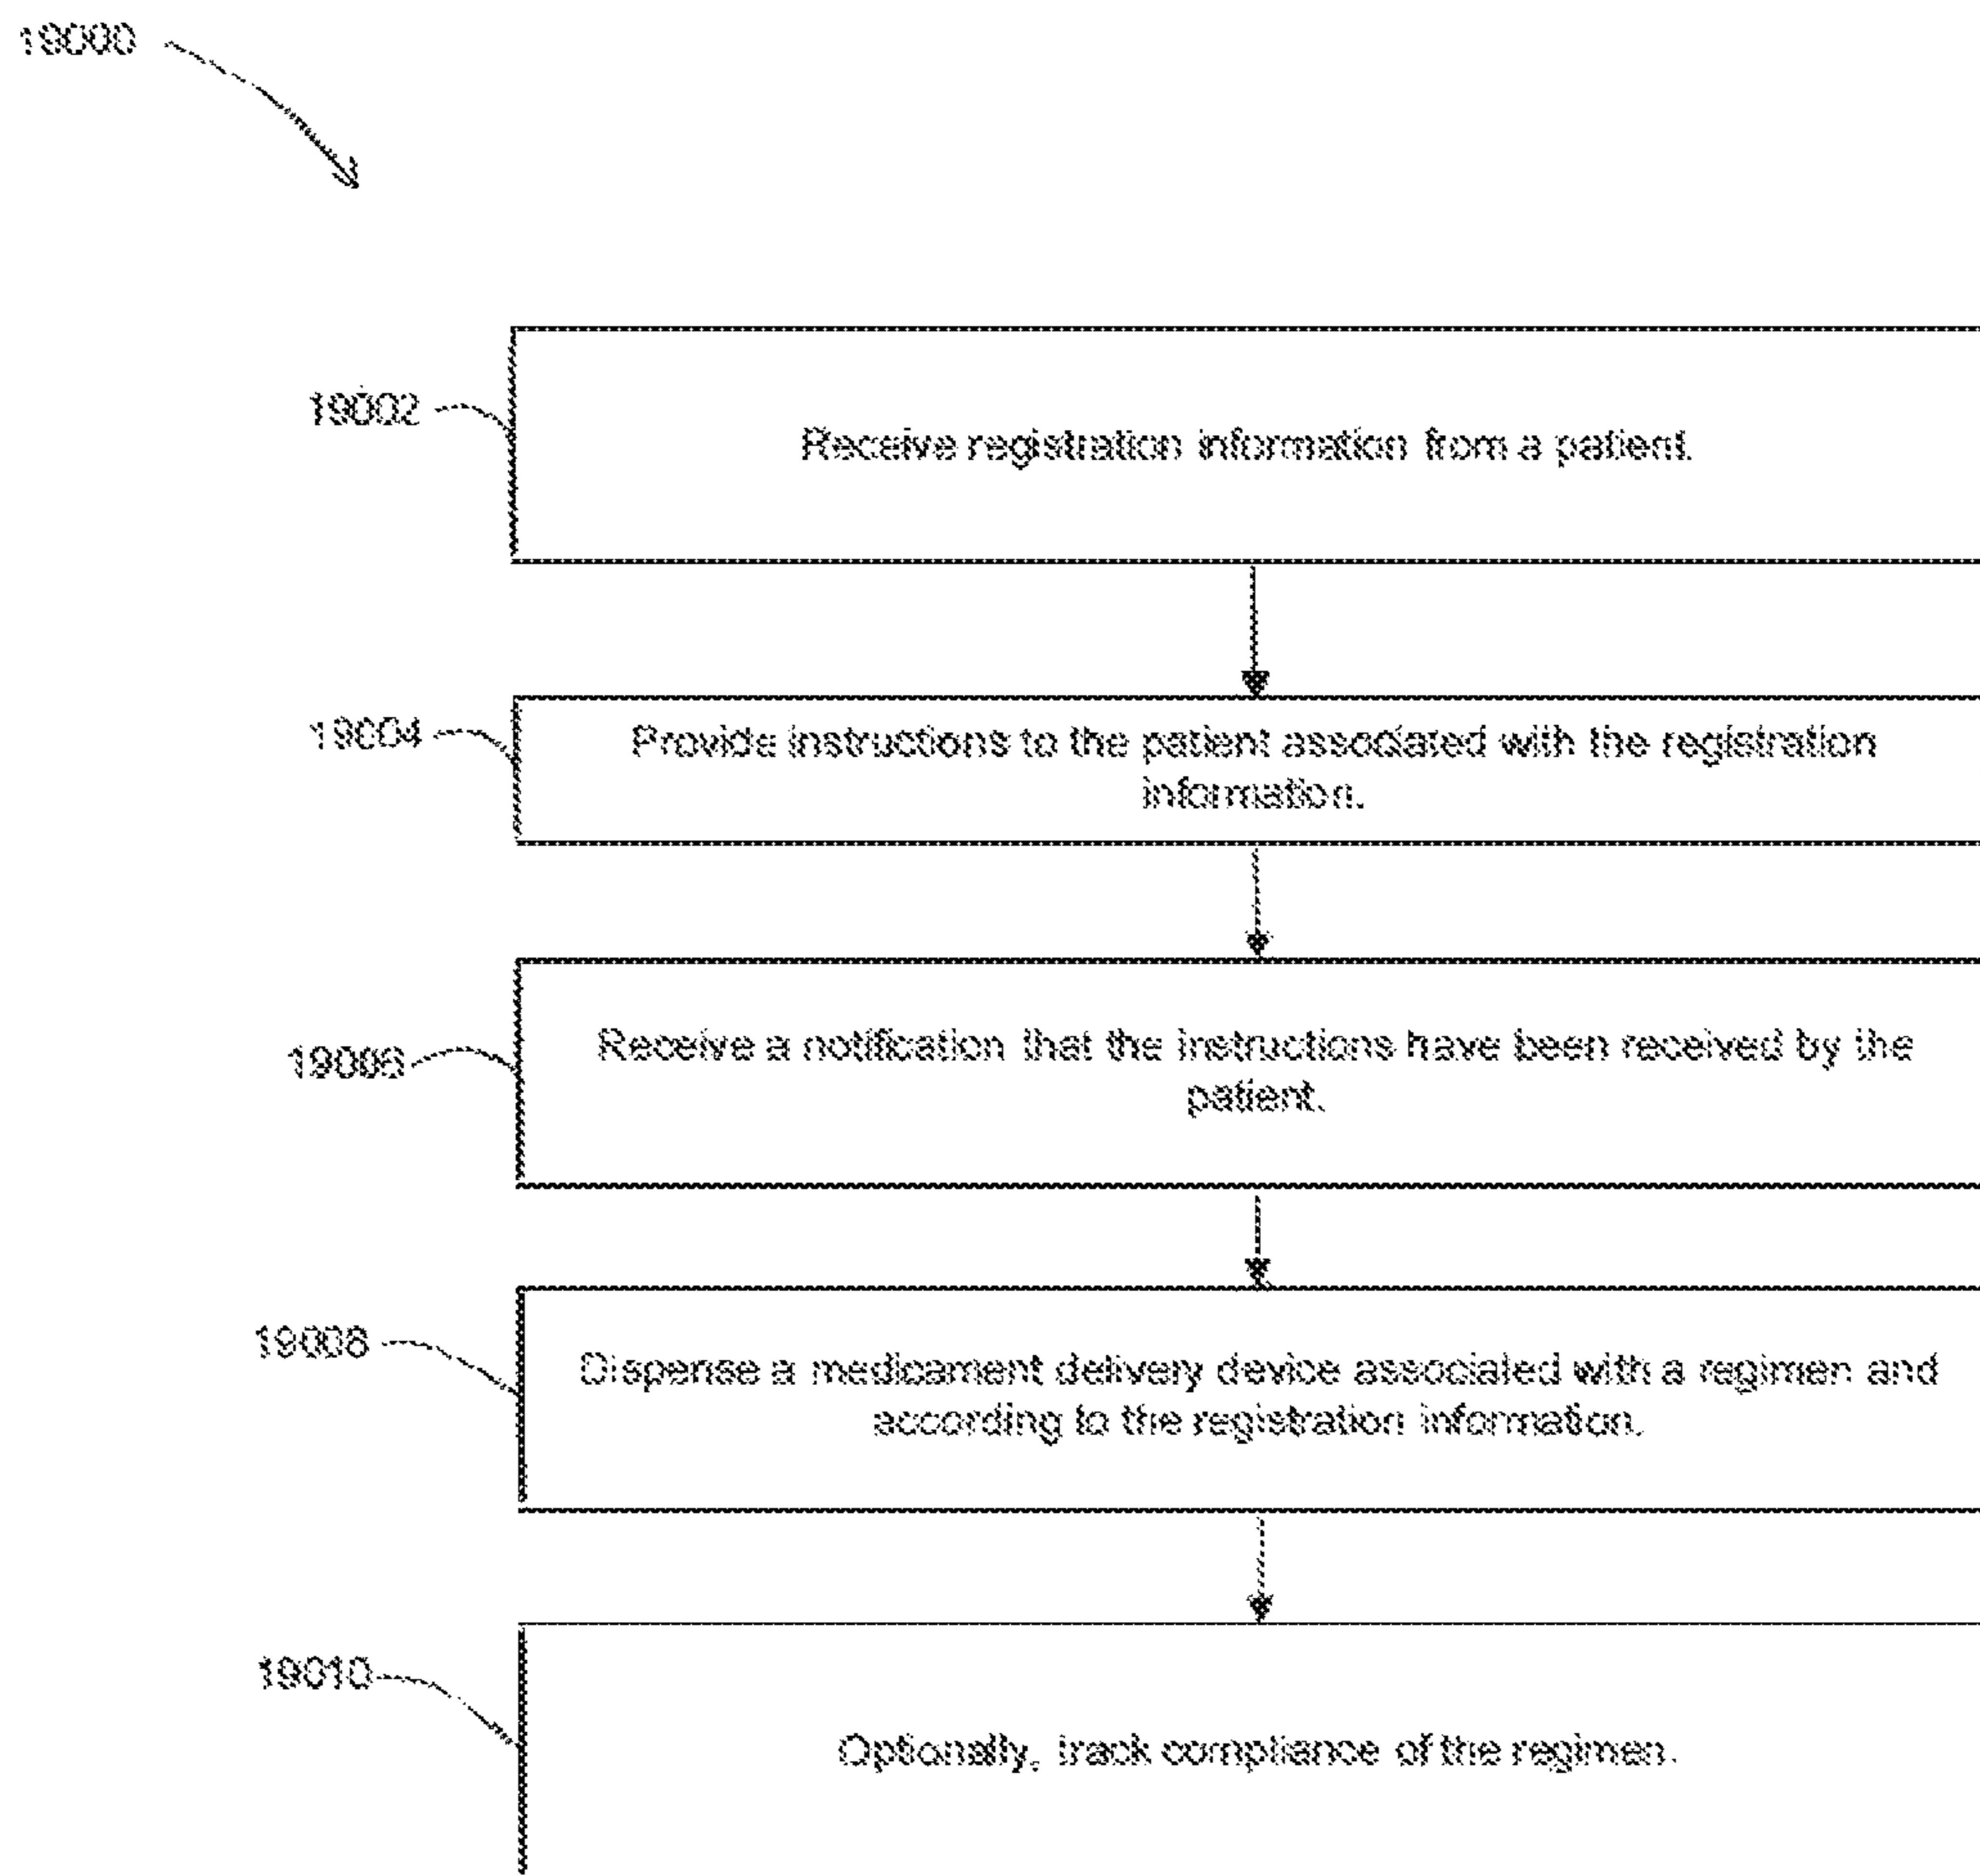 19000
19002
Receive registration information from a patient.
19004
Provide instructions to the patient associated with the registration
information.
19006
Receive a notification that the instructions have been received by the
patient.
19008
Dispense a medicament delivery device associated with a regimen and
according to the registration information.
19010
Optionally, track compliance of the regimen.